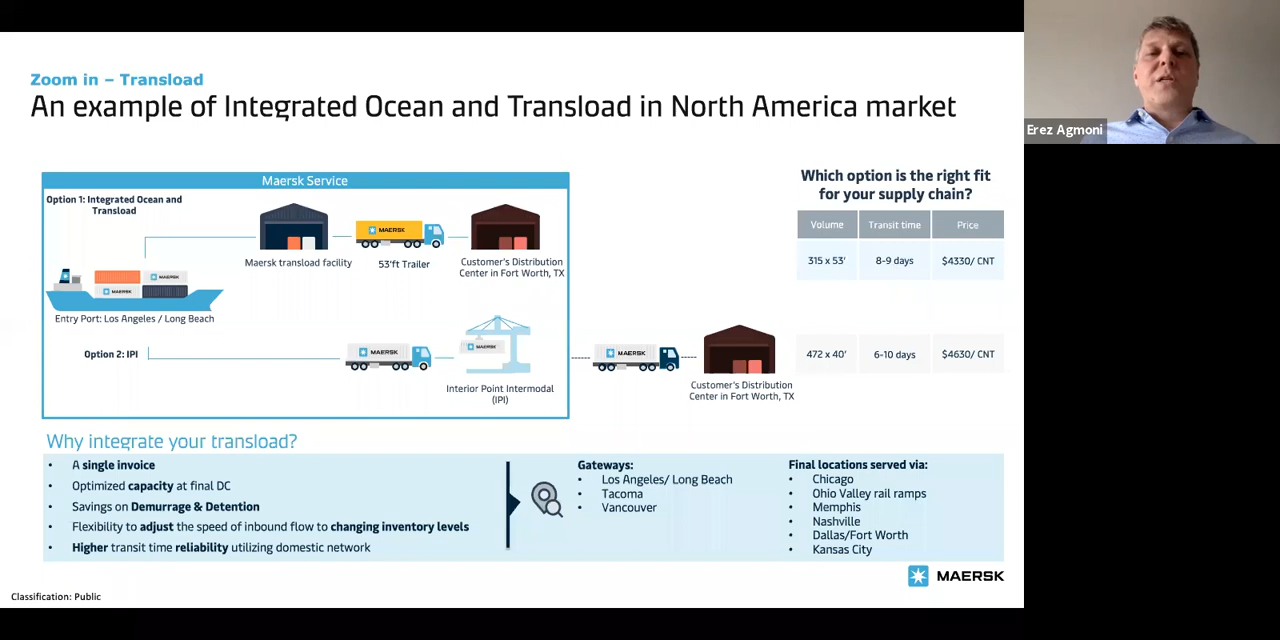 Zoom in – Transload
An example of Integrated Ocean and Transload in North America market
Erez Agmoni
Maersk Service
Option 1: Integrated Ocean and
Transload
MAERSK
MAERSK
Entry Port: Los Angeles / Long Beach
Maersk transload facility
MAERSK
53'ft Trailer
Customer's Distribution
Center in Fort Worth, TX
Option 2: IPI
MAERSK
MAERSK
Interior Point Intermodal
(IPI)
MAERSK
Customer's Distribution
Center in Fort Worth, TX
Which option is the right fit
for your supply chain?
Volume Transit time Price
315 x 53' 8-9 days $4330/ CNT
472 x 40' 6-10 days $4630/ CNT
Why integrate your transload?
• A single invoice
• Optimized capacity at final DC
• Savings on Demurrage & Detention
• Flexibility to adjust the speed of inbound flow to changing inventory levels
• Higher transit time reliability utilizing domestic network
Gateways:
• Los Angeles/ Long Beach
• Tacoma
• Vancouver
Final locations served via:
• Chicago
• Ohio Valley rail ramps
• Memphis
• Nashville
• Dallas/Fort Worth
• Kansas City
MAERSK
Classification: Public